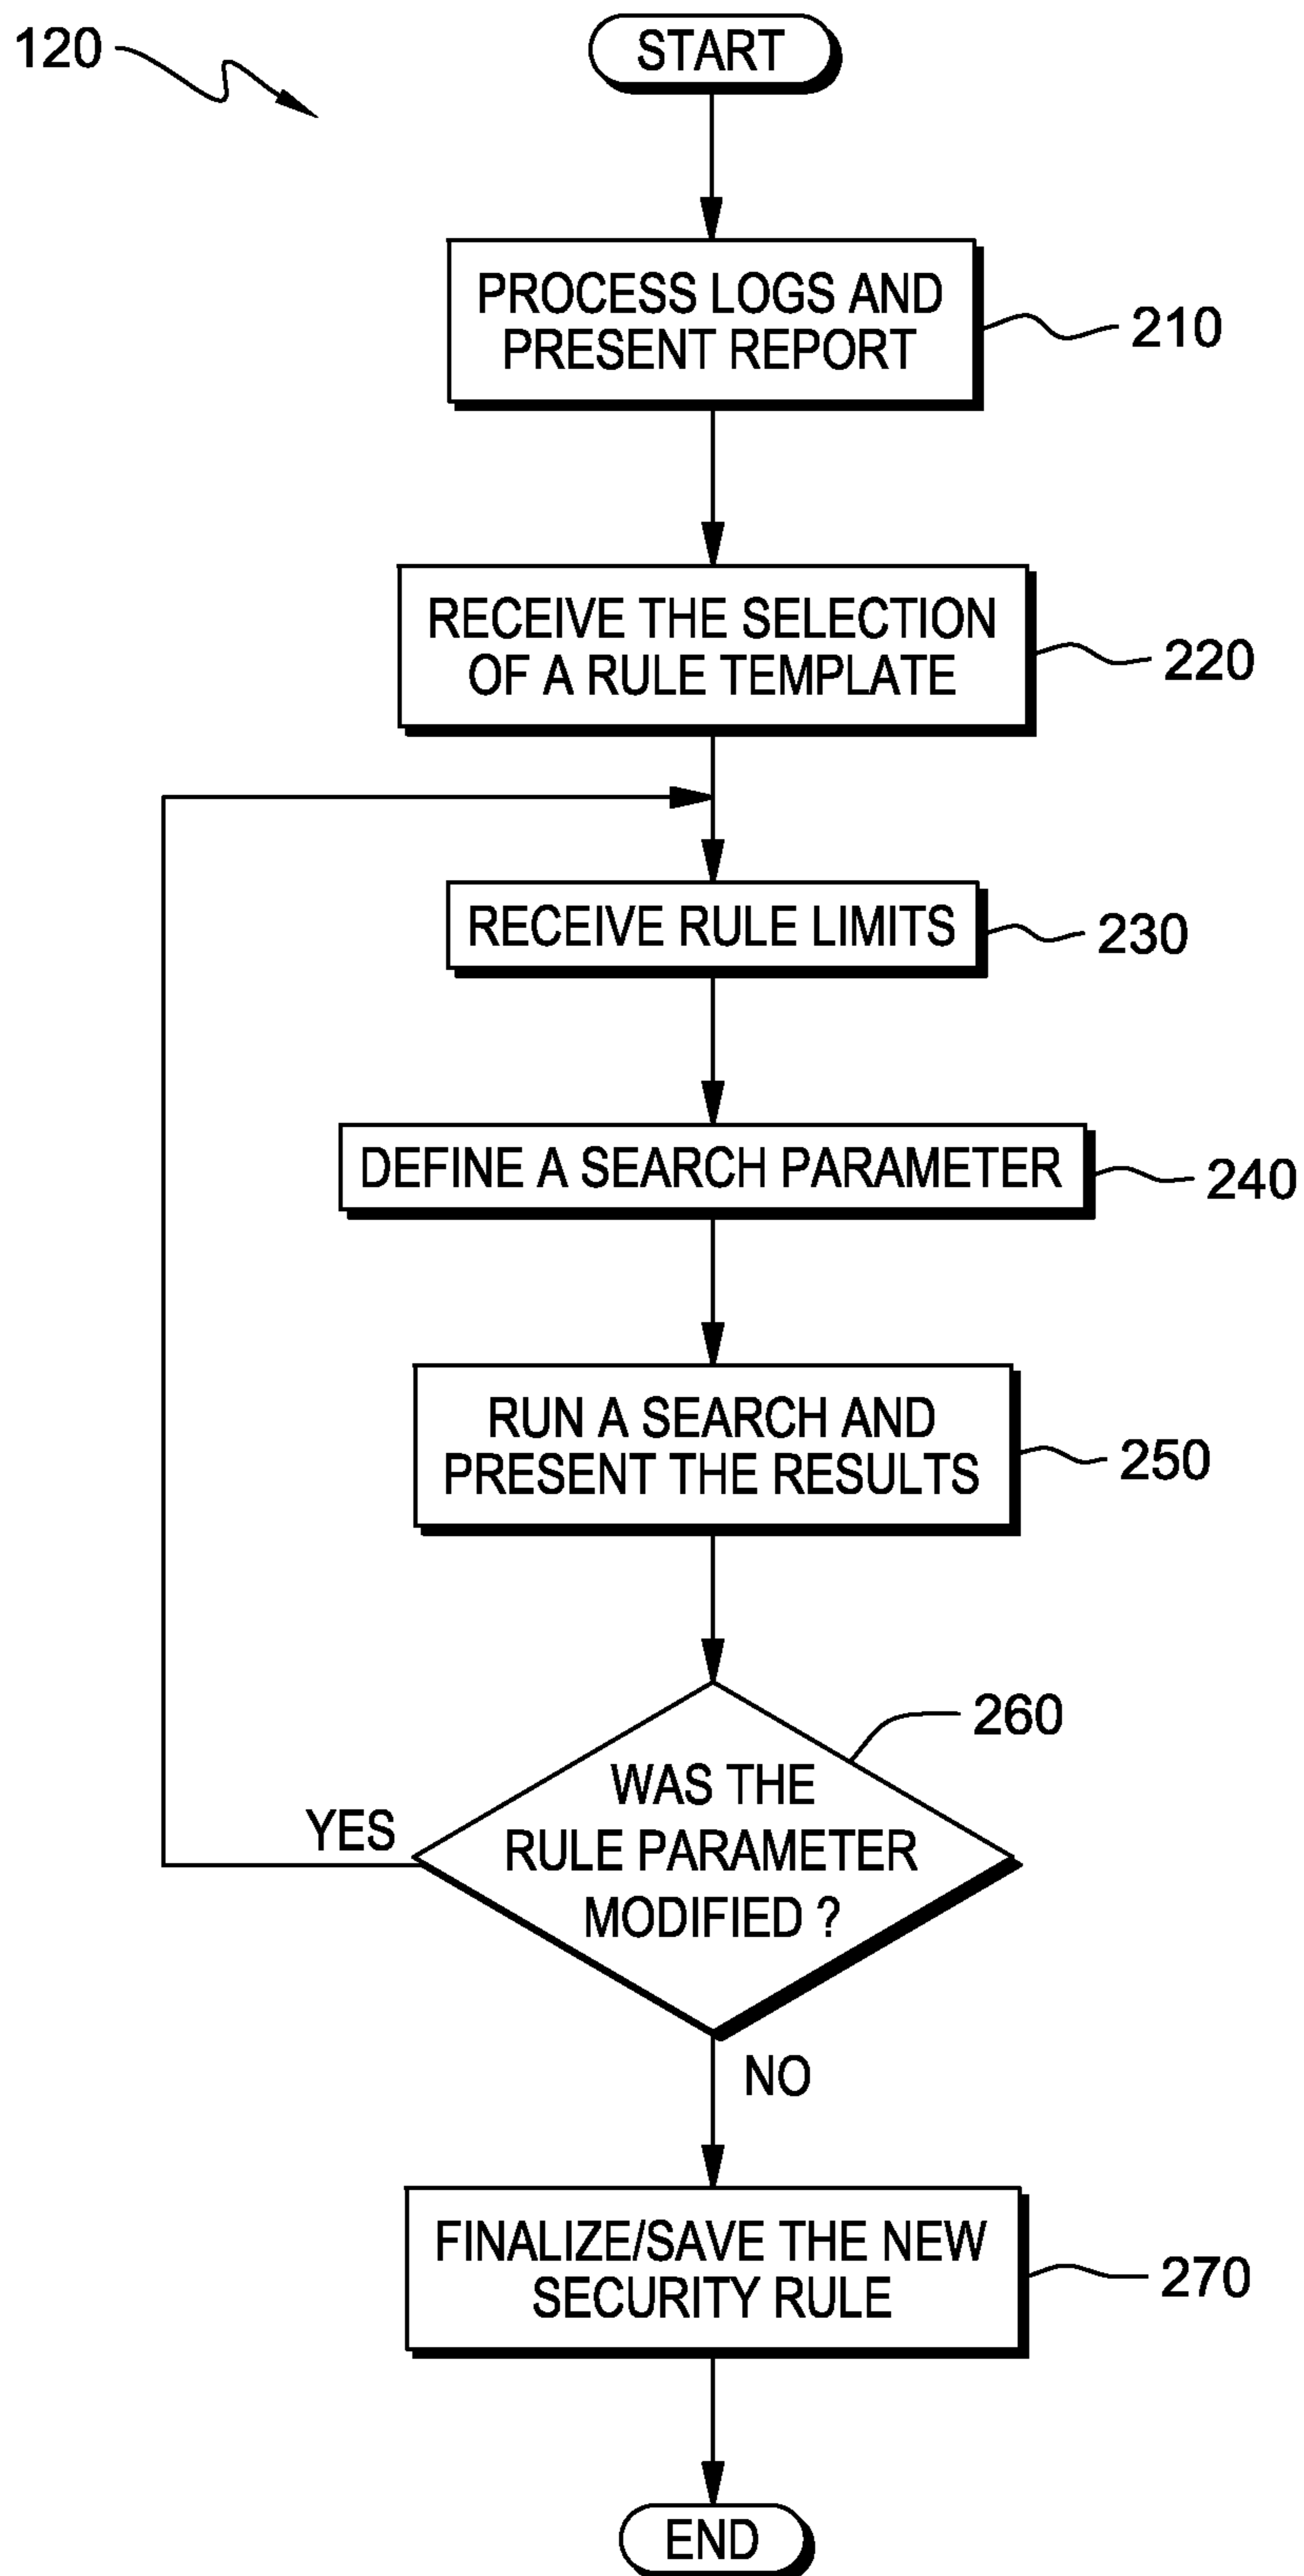 120
START
PROCESS LOGS AND
PRESENT REPORT
210
RECEIVE THE SELECTION
OF A RULE TEMPLATE
220
RECEIVE RULE LIMITS
230
DEFINE A SEARCH PARAMETER
240
RUN A SEARCH AND
PRESENT THE RESULTS
250
260
WAS THE
RULE PARAMETER
MODIFIED ?
YES
NO
FINALIZE/SAVE THE NEW
SECURITY RULE
270
END